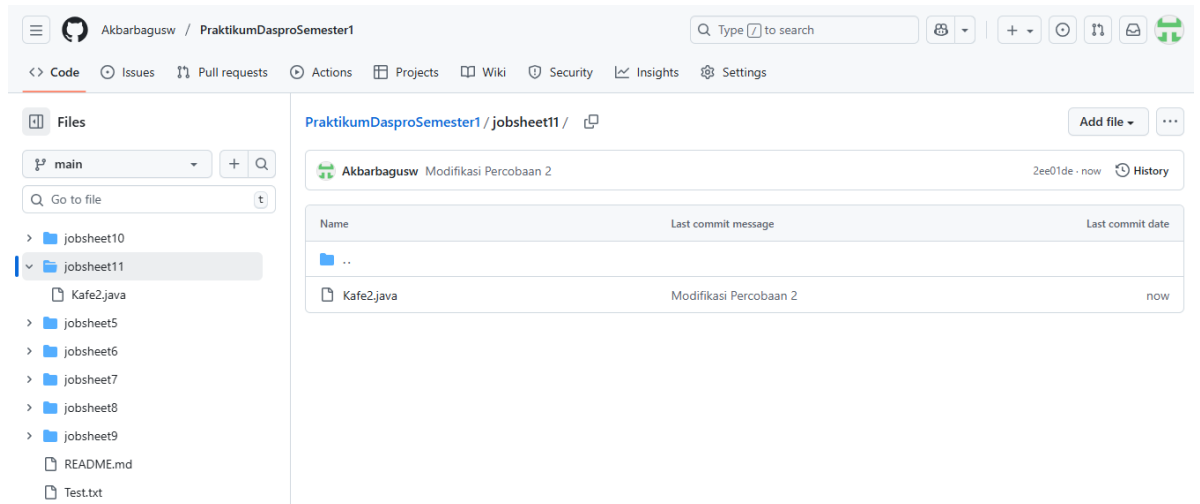 Akbarbagusw / PraktikumDasproSemester1
Type / to search
Code Issues Pull requests Actions Projects Wiki Security Insights Settings
Files
main
Go to file t
jobsheet10
jobsheet11
Kafe2.java
jobsheet5
jobsheet6
jobsheet7
jobsheet8
jobsheet9
README.md
Test.txt
PraktikumDasproSemester1 / jobsheet11 /
Add file
Akbarbagusw Modifikasi Percobaan 2 2ee01de · now History
Name Last commit message Last commit date
..
Kafe2.java Modifikasi Percobaan 2 now